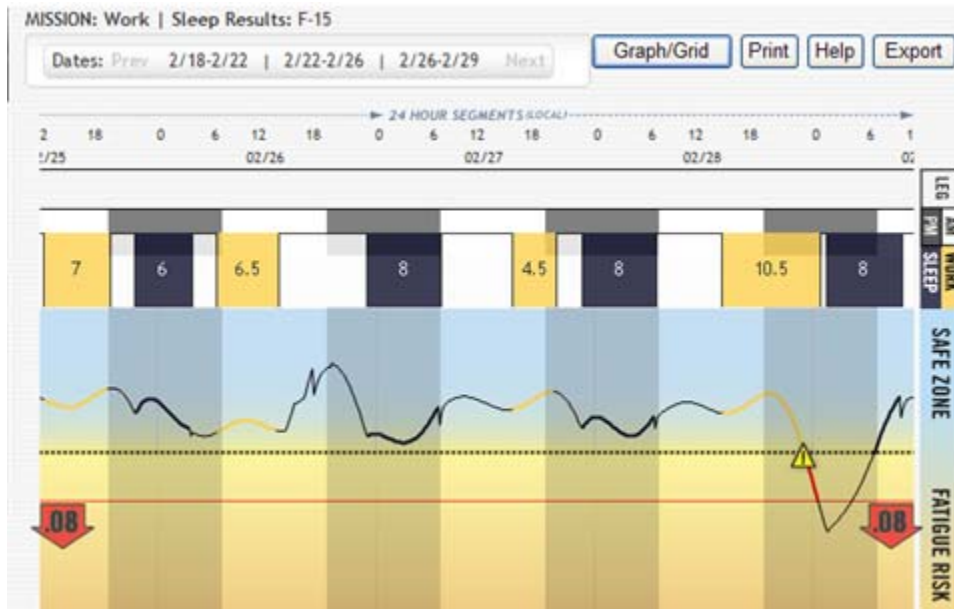 MISSION: Work | Sleep Results: F-15
Dates: Prev 2/18-2/22 | 2/22-2/26 | 2/26-2/29 Next
Graph/Grid Print Help Export
24 HOUR SEGMENTS (LOCAL)
2 18 0 6 12 18 0 6 12 18 0 6 12 18 0 6 1
/25 02/26 02/27 02/28 02
LEG
PM AM
SLEEP WORK
7 6 6.5 8 4.5 8 10.5 8
SAFE ZONE
!
FATIGUE RISK
.08 .08